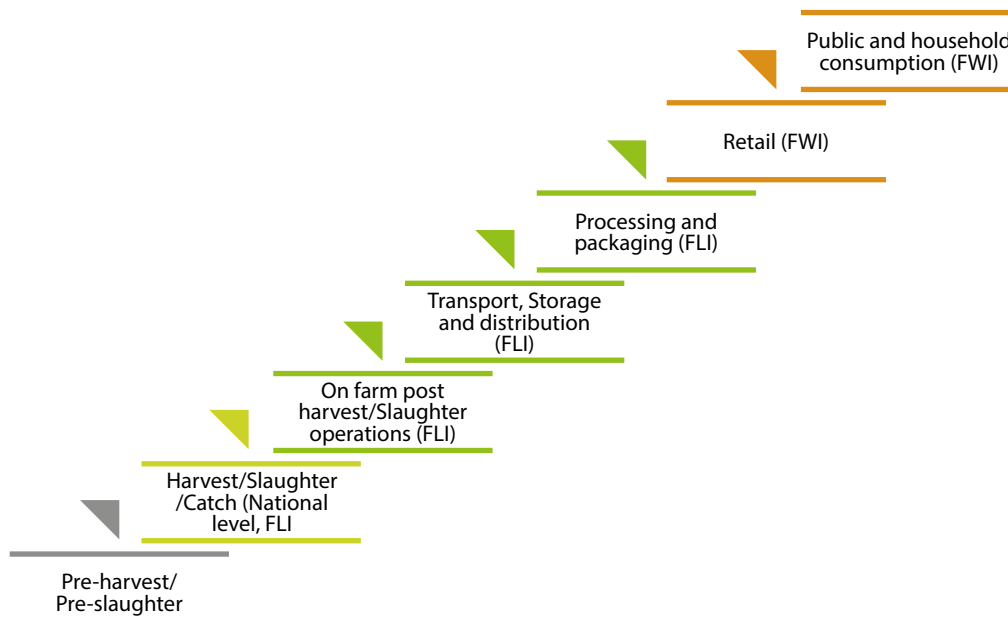 Public and household
consumption (FWI)
Retail (FWI)
Processing and
packaging (FLI)
Transport, Storage
and distribution
(FLI)
On farm post
harvest/Slaughter
operations (FLI)
Harvest/Slaughter
/Catch (National
level, FLI
Pre-harvest/
Pre-slaughter